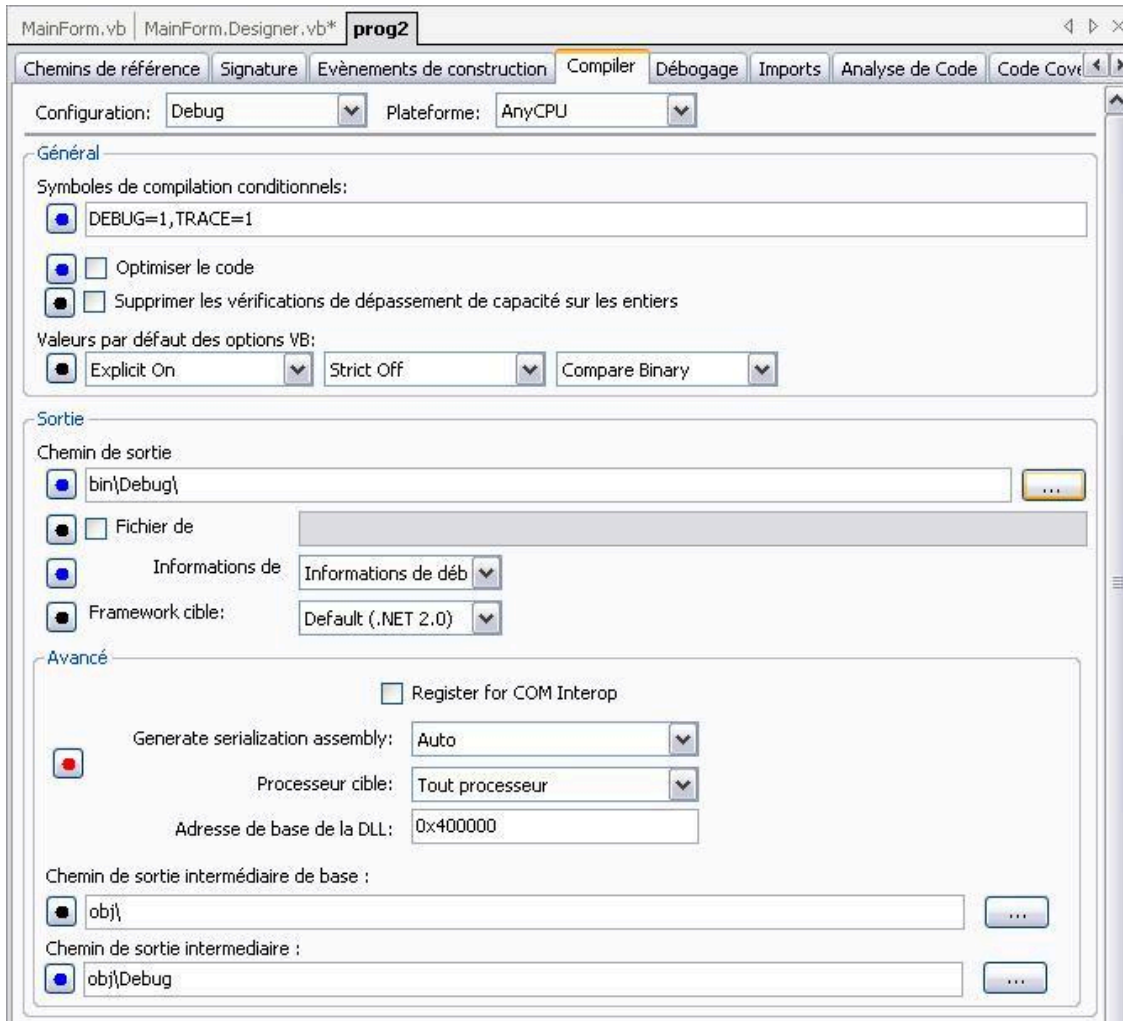 MainForm.vb MainForm.Designer.vb* prog2
Chemins de référence Signature Evènements de construction Compiler Débogage Imports Analyse de Code Code Cove
Configuration: Debug Plateforme: AnyCPU
Général
Symboles de compilation conditionnels:
DEBUG=1,TRACE=1
Optimiser le code
Supprimer les vérifications de dépassement de capacité sur les entiers
Valeurs par défaut des options VB:
Explicit On Strict Off Compare Binary
Sortie
Chemin de sortie
bin\Debug\
...
Fichier de
Informations de Informations de déb
Framework cible: Default (.NET 2.0)
Avancé
Register for COM Interop
Generate serialization assembly: Auto
Processeur cible: Tout processeur
Adresse de base de la DLL: 0x400000
Chemin de sortie intermédiaire de base :
obj\ ...
Chemin de sortie intermediaire :
obj\Debug ...